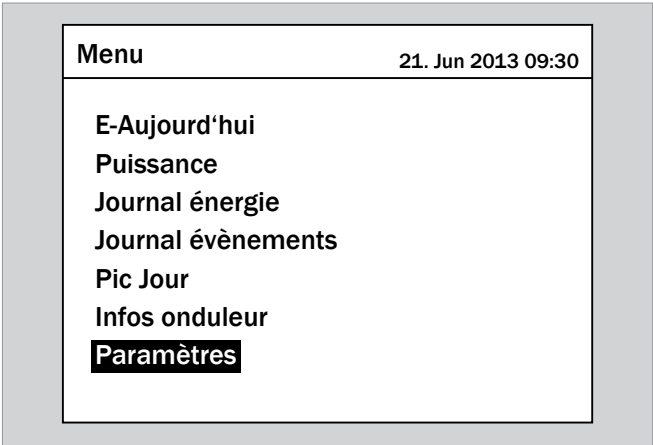 Menu
21. Jun 2013 09:30
E-Aujourd‘hui
Puissance
Journal énergie
Journal évènements
Pic Jour
Infos onduleur
Paramètres